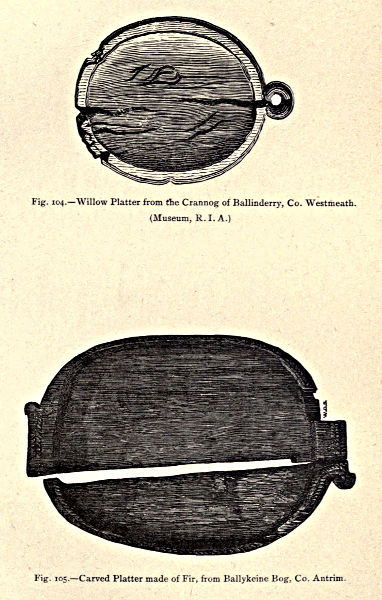 Fig. 104.—Willow Platter from the Crannog of Ballinderry, Co. Westmeath.
(Museum, R. I. A.)
W.G.S.
Fig. 105.—Carved Platter made of Fir, from Ballykeine Bog, Co. Antrim.